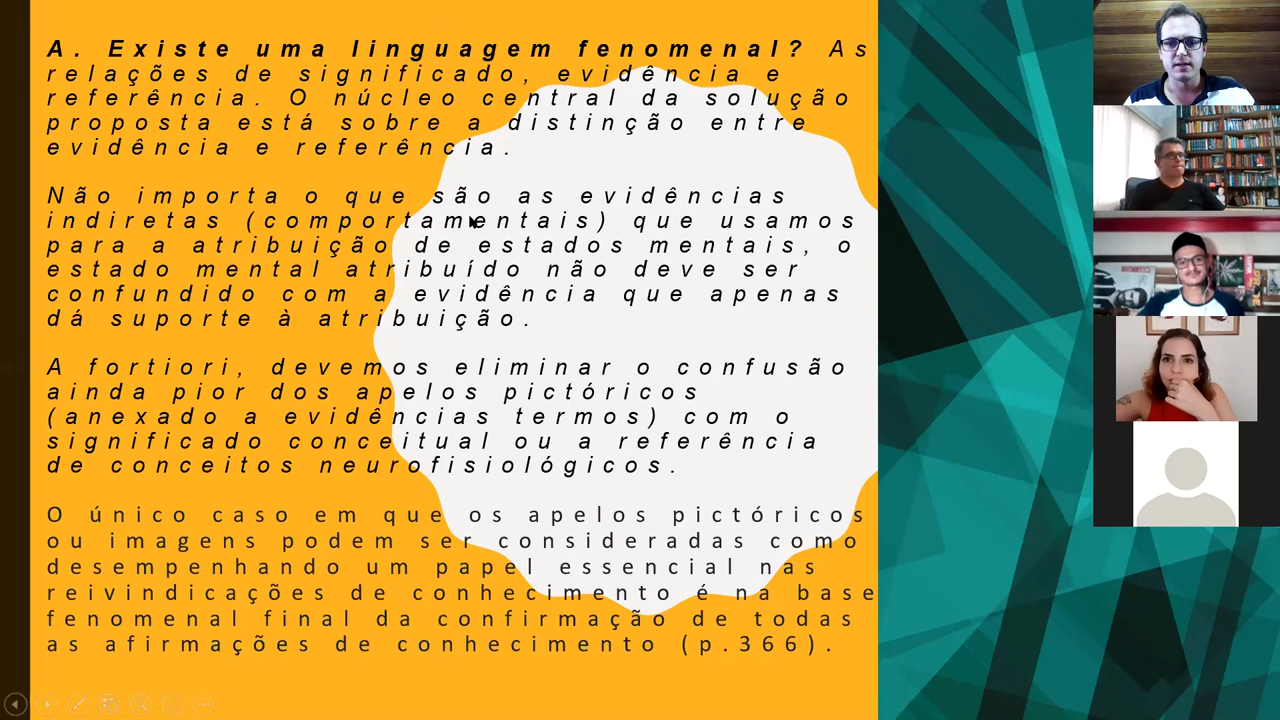 A. Existe uma linguagem fenomenal? As
relações de significado, evidência e
referência. O núcleo central da solução
proposta está sobre a distinção entre
evidência e referência.
Não importa o que são as evidências
indiretas (comportamentais) que usamos
para a atribuição de estados mentais, o
estado mental atribuído não deve ser
confundido com a evidência que apenas
dá suporte à atribuição.
A fortiori, devemos eliminar o confusão
ainda pior dos apelos pictóricos
(anexado a evidências termos) com o
significado conceitual ou a referência
de conceitos neurofisiológicos.
O único caso em que os apelos pictóricos
ou imagens podem ser consideradas como
desempenhando um papel essencial nas
reivindicações de conhecimento é na base
fenomenal final da confirmação de todas
as afirmações de conhecimento (p.366).